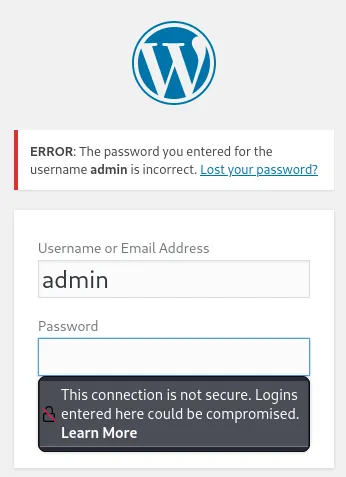 ERROR: The password you entered for the
username admin is incorrect. Lost your password?
Username or Email Address
admin
Password
This connection is not secure. Logins
entered here could be compromised.
Learn More